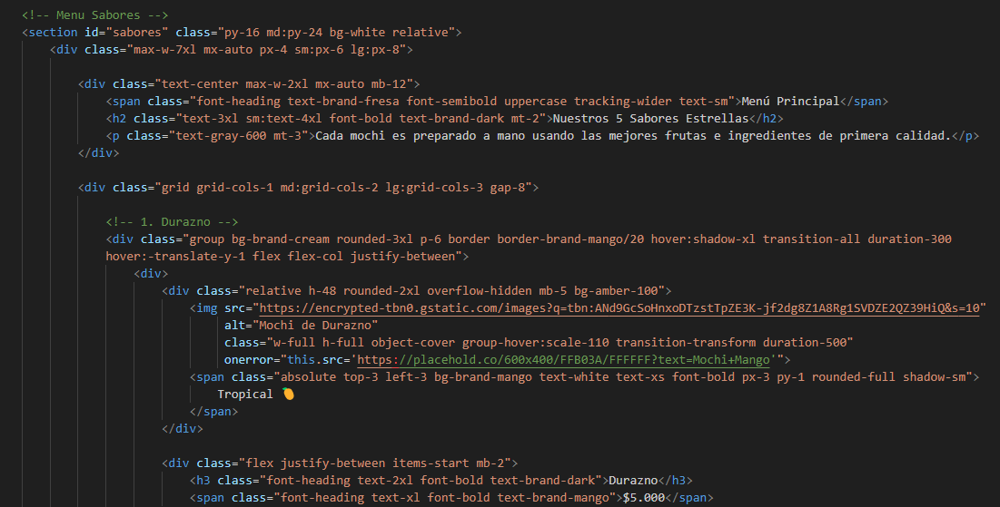 <!-- Menu Sabores -->
<section id="sabores" class="py-16 md:py-24 bg-white relative">
<div class="max-w-7xl mx-auto px-4 sm:px-6 lg:px-8">
<div class="text-center max-w-2xl mx-auto mb-12">
<span class="font-heading text-brand-fresa font-semibold uppercase tracking-wider text-sm">Menú Principal</span>
<h2 class="text-3xl sm:text-4xl font-bold text-brand-dark mt-2">Nuestros 5 Sabores Estrellas</h2>
<p class="text-gray-600 mt-3">Cada mochi es preparado a mano usando las mejores frutas e ingredientes de primera calidad.</p>
</div>
<div class="grid grid-cols-1 md:grid-cols-2 lg:grid-cols-3 gap-8">
<!-- 1. Durazno -->
<div class="group bg-brand-cream rounded-3xl p-6 border border-brand-mango/20 hover:shadow-xl transition-all duration-300
hover:-translate-y-1 flex flex-col justify-between">
<div>
<div class="relative h-48 rounded-2xl overflow-hidden mb-5 bg-amber-100">
<img src="https://encrypted-tbn0.gstatic.com/images?q=tbn:ANd9GcSoHnxoDTzstTpZE3K-jf2dg8Z1A8Rg1SVDZE2QZ39HiQ&s=10"
alt="Mochi de Durazno"
class="w-full h-full object-cover group-hover:scale-110 transition-transform duration-500"
onerror="this.src='https://placehold.co/600x400/FFB03A/FFFFFF?text=Mochi+Mango'">
<span class="absolute top-3 left-3 bg-brand-mango text-white text-xs font-bold px-3 py-1 rounded-full shadow-sm">
Tropical 🥭
</span>
</div>
<div class="flex justify-between items-start mb-2">
<h3 class="font-heading text-2xl font-bold text-brand-dark">Durazno</h3>
<span class="font-heading text-xl font-bold text-brand-mango">$5.000</span>